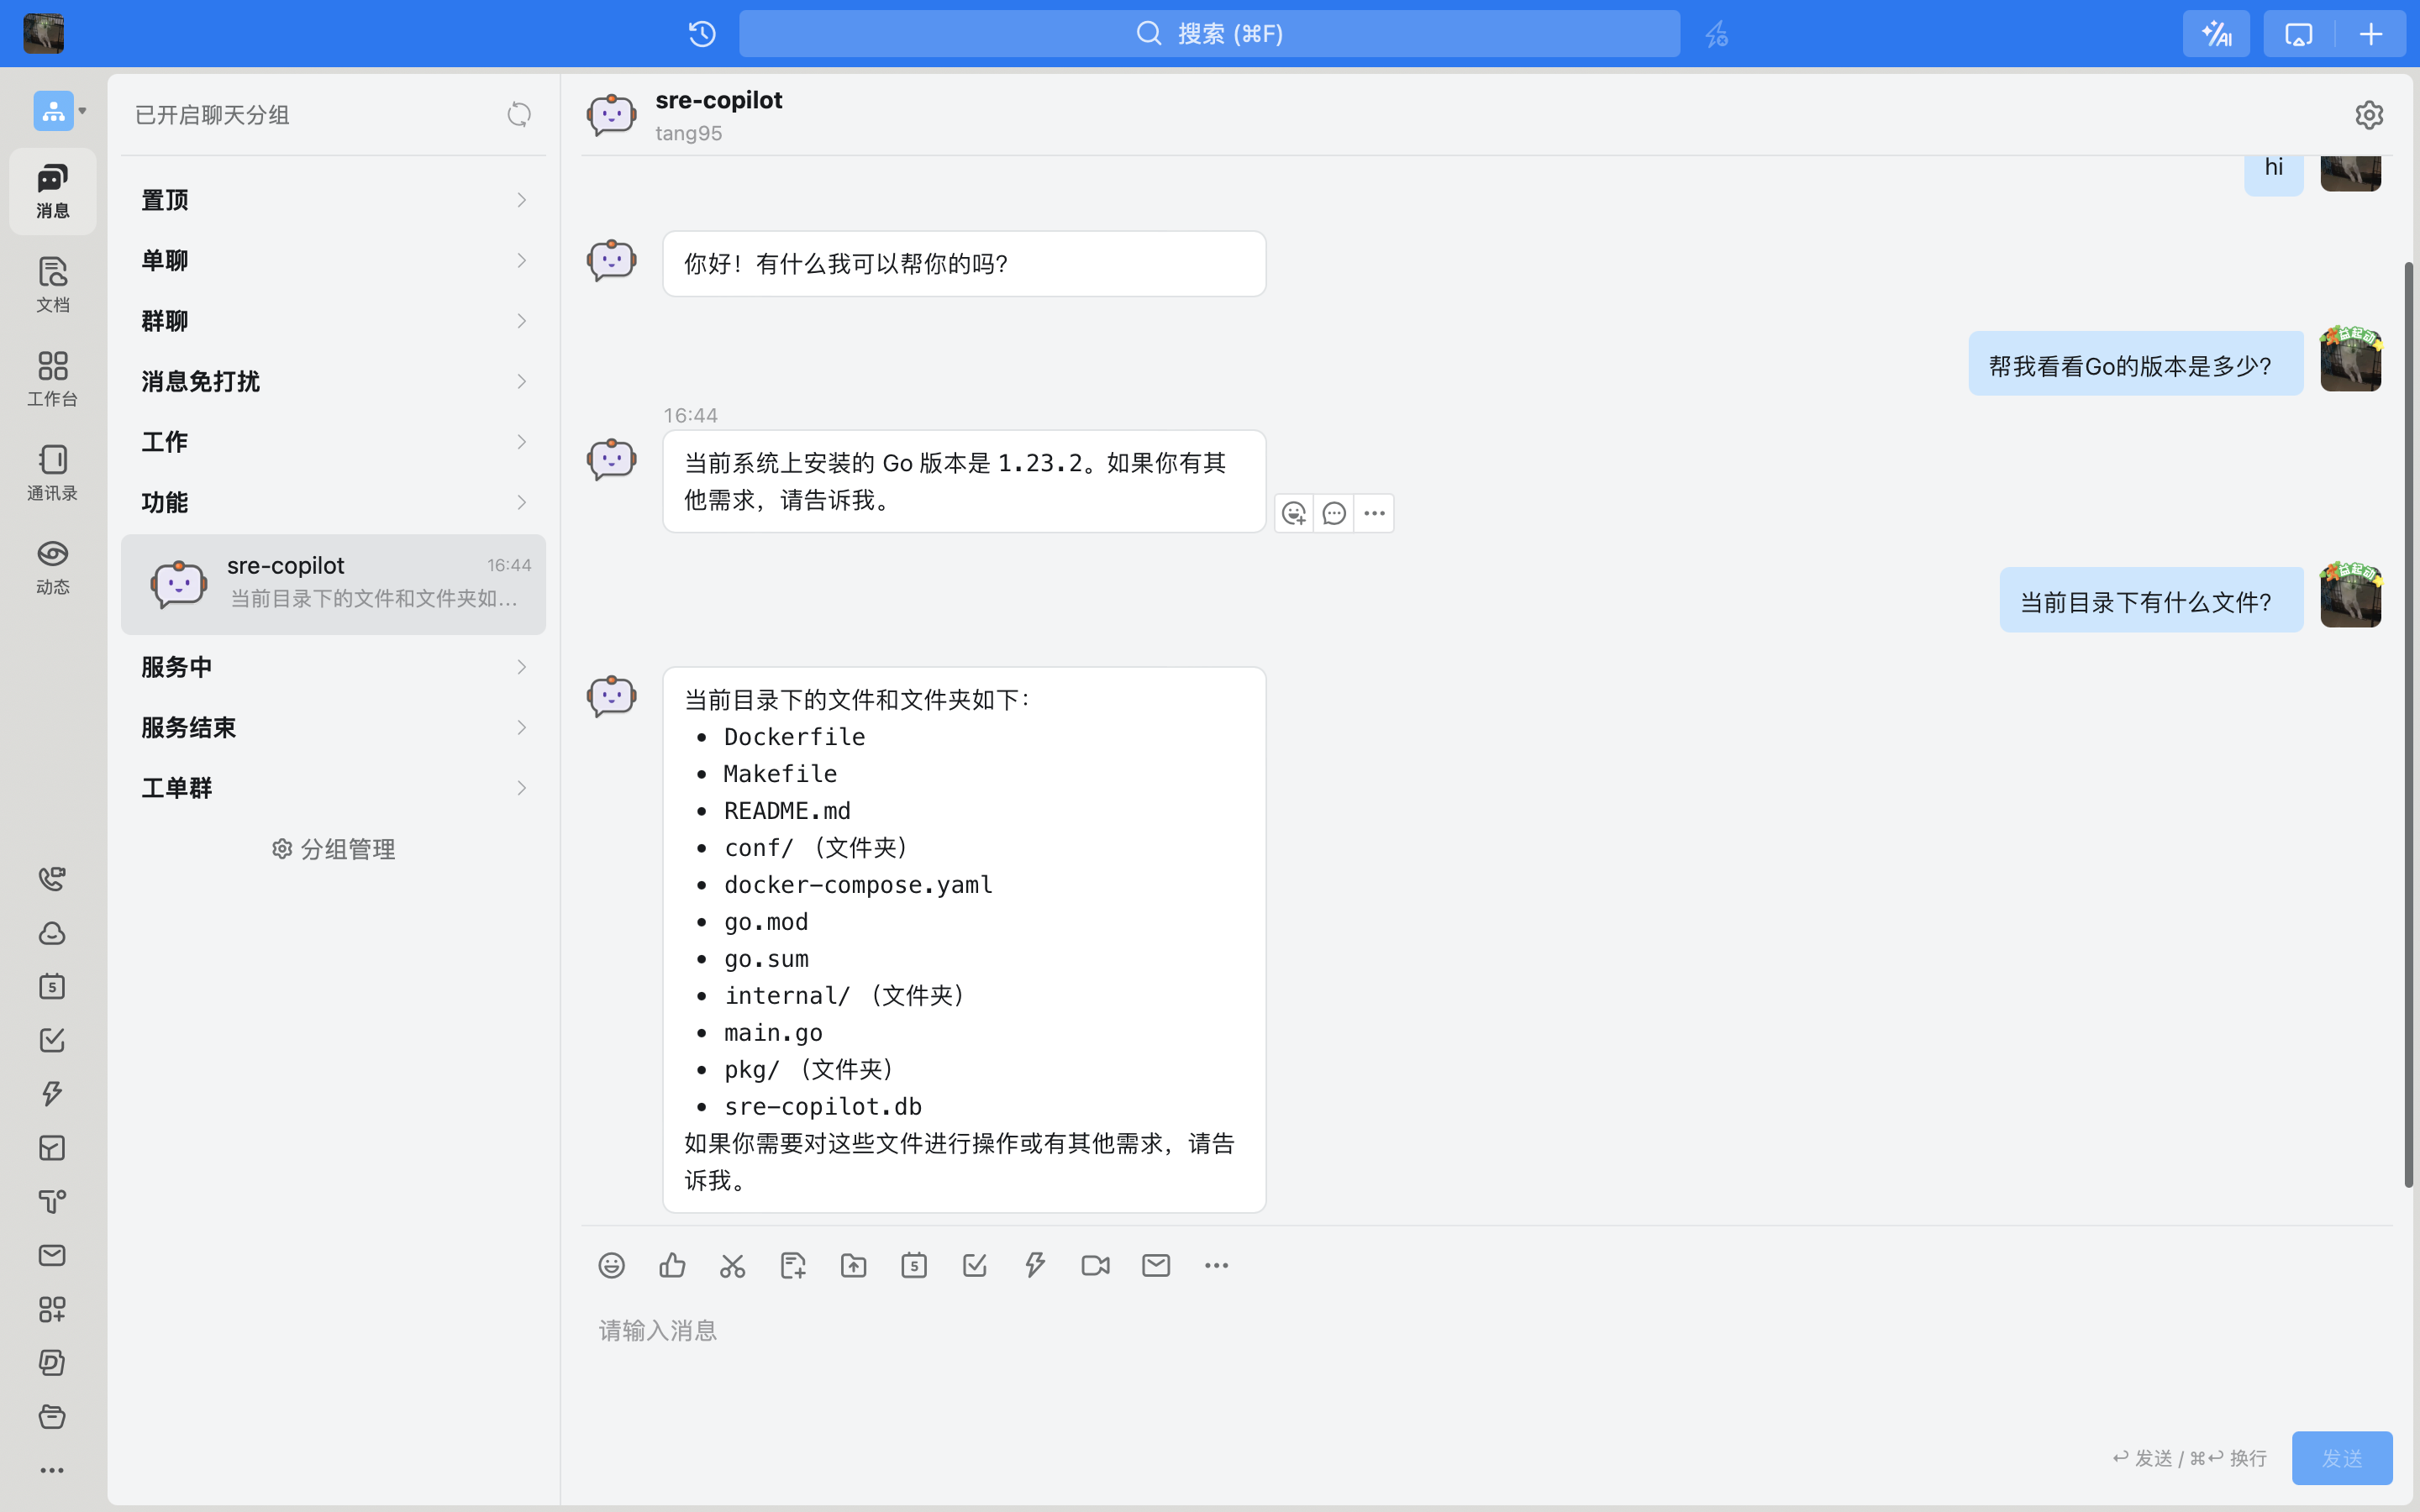 搜索 (⌘F)
AI
消息
文档
工作台
通讯录
动态
5
已开启聊天分组
置顶
单聊
群聊
消息免打扰
工作
功能
sre-copilot
16:44
当前目录下的文件和文件夹如...
服务中
服务结束
工单群
分组管理
sre-copilot
tang95
hi
你好！有什么我可以帮你的吗？
帮我看看Go的版本是多少？
16:44
当前系统上安装的 Go 版本是 1.23.2。如果你有其
他需求，请告诉我。
当前目录下有什么文件？
当前目录下的文件和文件夹如下：
• Dockerfile
• Makefile
• README.md
• conf/ （文件夹）
• docker-compose.yaml
• go.mod
• go.sum
• internal/ （文件夹）
• main.go
• pkg/ （文件夹）
• sre-copilot.db
如果你需要对这些文件进行操作或有其他需求，请告
诉我。
5
请输入消息
↩ 发送 / ⌘↩ 换行
发送